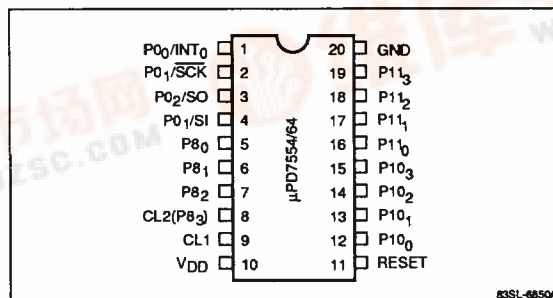 P0₀/INT₀ 1 20 GND
P0₁/SCK 2 19 P11₃
P0₂/SO 3 18 P11₂
P0₁/SI 4 17 P11₁
P8₀ 5 16 P11₀
P8₁ 6 15 P10₃
P8₂ 7 14 P10₂
CL2(P8₃) 8 13 P10₁
CL1 9 12 P10₀
VDD 10 11 RESET
µPD7554/64